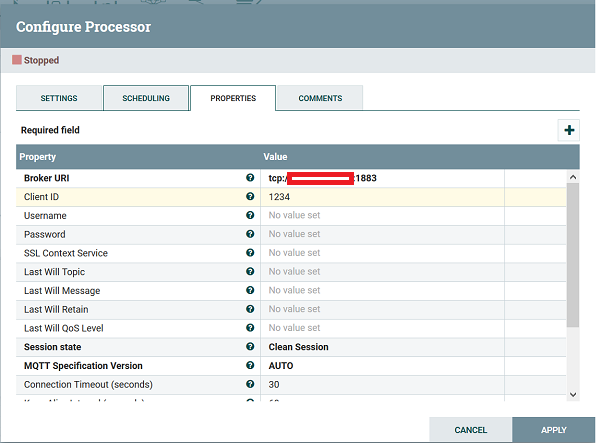 Configure Processor
Stopped
SETTINGS SCHEDULING PROPERTIES COMMENTS
Required field
Property Value
Broker URI tcp:/ :1883
Client ID 1234
Username No value set
Password No value set
SSL Context Service No value set
Last Will Topic No value set
Last Will Message No value set
Last Will Retain No value set
Last Will QoS Level No value set
Session state Clean Session
MQTT Specification Version AUTO
Connection Timeout (seconds) 30
CANCEL APPLY